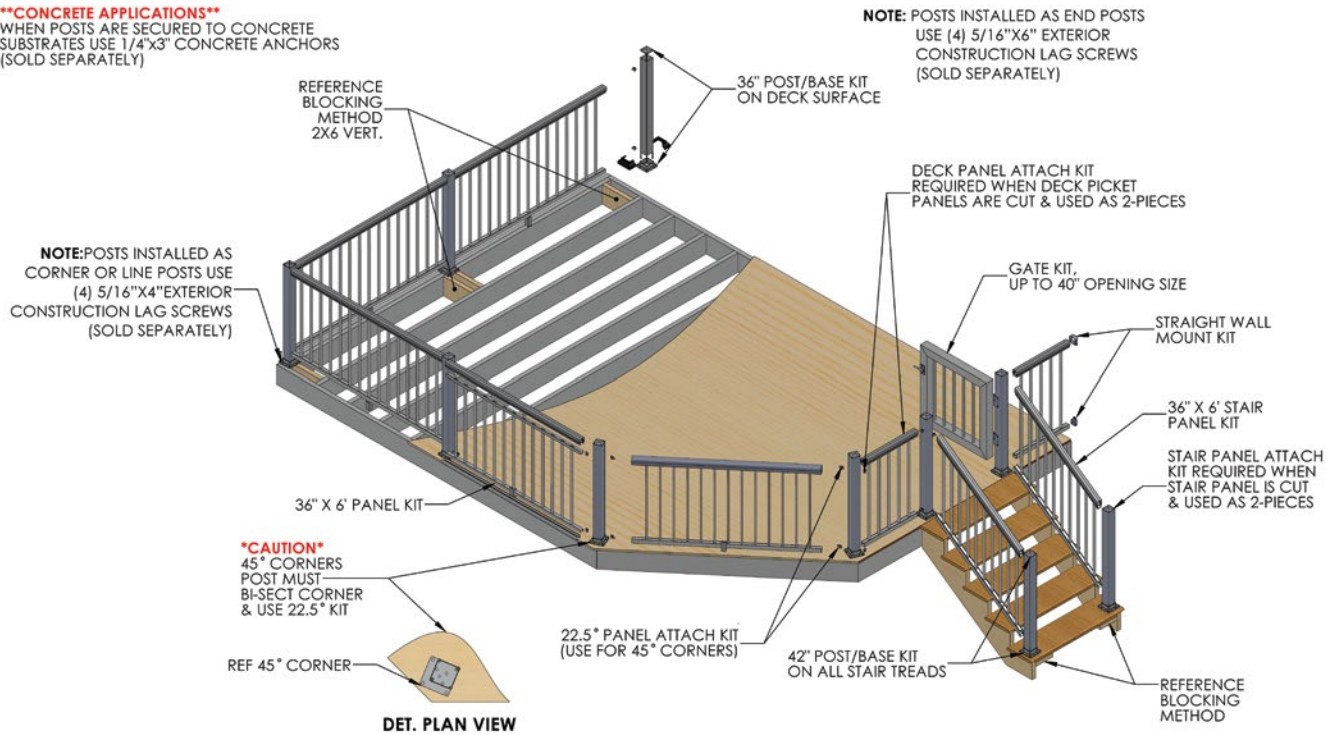 **CONCRETE APPLICATIONS**
WHEN POSTS ARE SECURED TO CONCRETE
SUBSTRATES USE 1/4"x3" CONCRETE ANCHORS
(SOLD SEPARATELY)
NOTE: POSTS INSTALLED AS END POSTS
USE (4) 5/16"X6" EXTERIOR
CONSTRUCTION LAG SCREWS
(SOLD SEPARATELY)
REFERENCE
BLOCKING
METHOD
2X6 VERT.
36" POST/BASE KIT
ON DECK SURFACE
DECK PANEL ATTACH KIT
REQUIRED WHEN DECK PICKET
PANELS ARE CUT & USED AS 2-PIECES
NOTE:POSTS INSTALLED AS
CORNER OR LINE POSTS USE
(4) 5/16"X4"EXTERIOR
CONSTRUCTION LAG SCREWS
(SOLD SEPARATELY)
GATE KIT,
UP TO 40" OPENING SIZE
STRAIGHT WALL
MOUNT KIT
36" X 6' STAIR
PANEL KIT
STAIR PANEL ATTACH
KIT REQUIRED WHEN
STAIR PANEL IS CUT
& USED AS 2-PIECES
36" X 6' PANEL KIT
*CAUTION*
45° CORNERS
POST MUST
BI-SECT CORNER
& USE 22.5° KIT
22.5° PANEL ATTACH KIT
(USE FOR 45° CORNERS)
42" POST/BASE KIT
ON ALL STAIR TREADS
REF 45° CORNER
REFERENCE
BLOCKING
METHOD
DET. PLAN VIEW